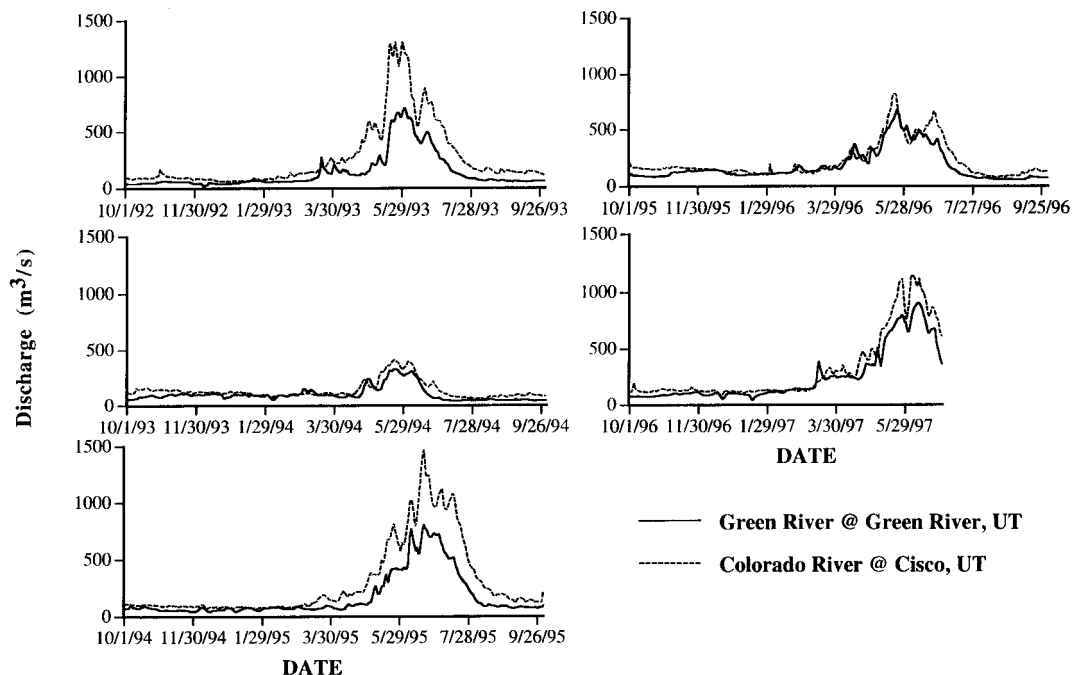 Discharge (m³/s)
1500
1000
500
0
10/1/92 11/30/92 1/29/93 3/30/93 5/29/93 7/28/93 9/26/93
1500
1000
500
0
10/1/93 11/30/93 1/29/94 3/30/94 5/29/94 7/28/94 9/26/94
1500
1000
500
0
10/1/94 11/30/94 1/29/95 3/30/95 5/29/95 7/28/95 9/26/95
DATE
1500
1000
500
0
10/1/95 11/30/95 1/29/96 3/29/96 5/28/96 7/27/96 9/25/96
1500
1000
500
0
10/1/96 11/30/96 1/29/97 3/30/97 5/29/97
DATE
Green River @ Green River, UT
Colorado River @ Cisco, UT